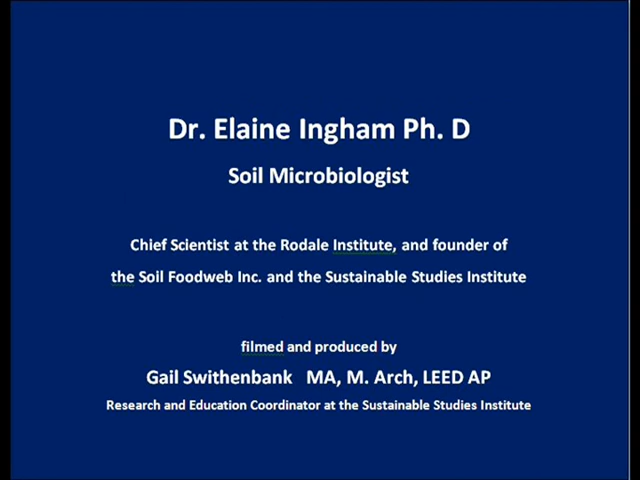 Dr. Elaine Ingham Ph. D
Soil Microbiologist
Chief Scientist at the Rodale Institute, and founder of
the Soil Foodweb Inc. and the Sustainable Studies Institute
filmed and produced by
Gail Swithenbank MA, M. Arch, LEED AP
Research and Education Coordinator at the Sustainable Studies Institute